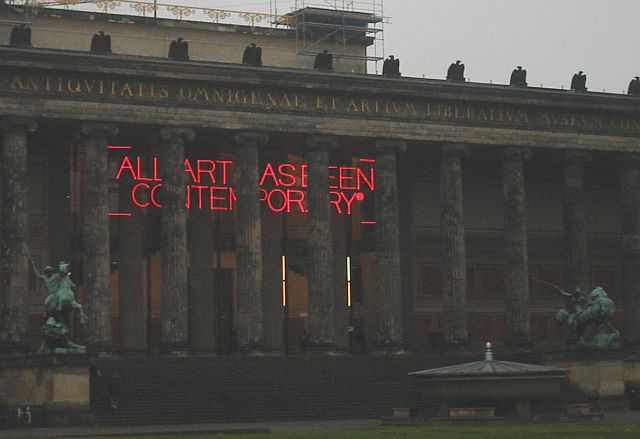 ANTIQVITATIS OMNIGENAE ET ARTIVM LIBERALIVM MVSEVM CON
ALL ART HAS BEEN
CONTEMPORARY®